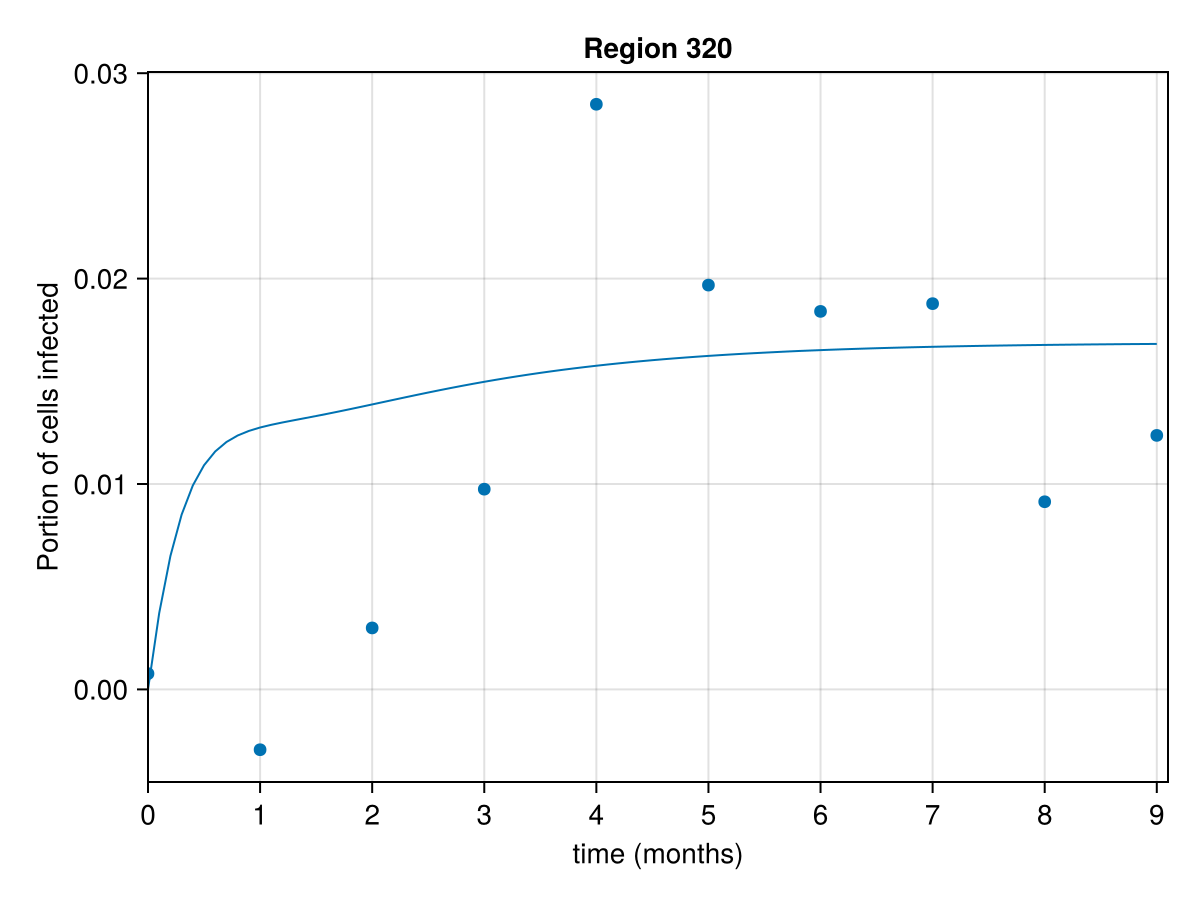 Region 320
0.03
0.02
0.01
0.00
Portion of cells infected
0 1 2 3 4 5 6 7 8 9
time (months)